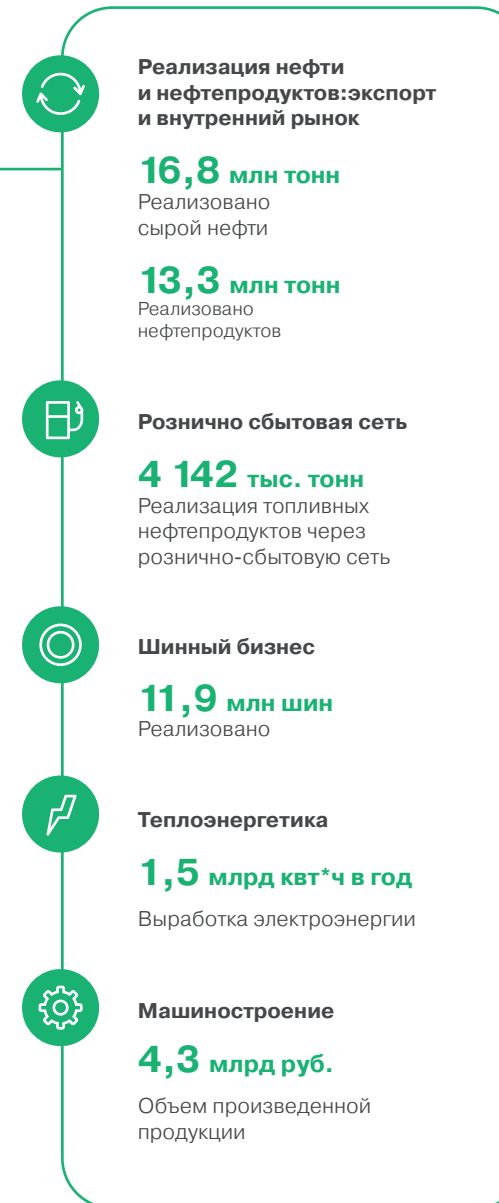 Реализация нефти
и нефтепродуктов:экспорт
и внутренний рынок
16,8 млн тонн
Реализовано
сырой нефти
13,3 млн тонн
Реализовано
нефтепродуктов
Рознично сбытовая сеть
4 142 тыс. тонн
Реализация топливных
нефтепродуктов через
рознично-сбытовую сеть
Шинный бизнес
11,9 млн шин
Реализовано
Теплоэнергетика
1,5 млрд квт*ч в год
Выработка электроэнергии
Машиностроение
4,3 млрд руб.
Объем произведенной
продукции